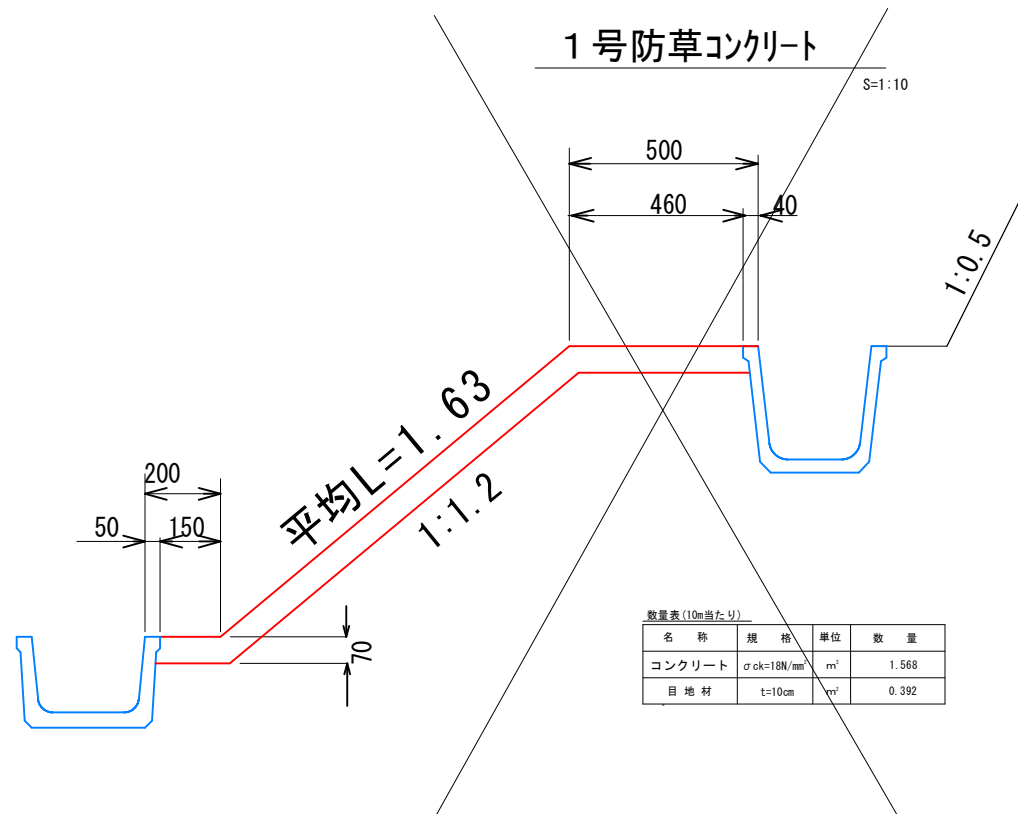 1号防草コンクリート
S=1:10
500
460
40
1:0.5
平均L=1.63
1:1.2
200
50
150
70
数量表(10m当たり)
名 称 規 格 単位 数 量
コンクリート σck=18N/mm² m³ 1.568
目 地 材 t=10cm m² 0.392